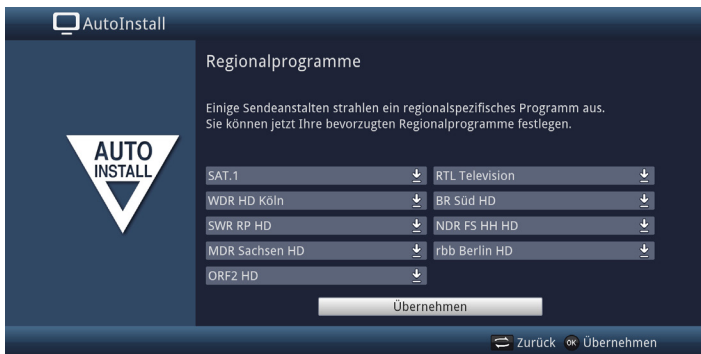 AutoInstall
Regionalprogramme
Einige Sendeanstalten strahlen ein regionalspezifisches Programm aus.
Sie können jetzt Ihre bevorzugten Regionalprogramme festlegen.
AUTO
INSTALL
SAT.1
RTL Television
WDR HD Köln
BR Süd HD
SWR RP HD
NDR FS HH HD
MDR Sachsen HD
rbb Berlin HD
ORF2 HD
Übernehmen
Zurück OK Übernehmen